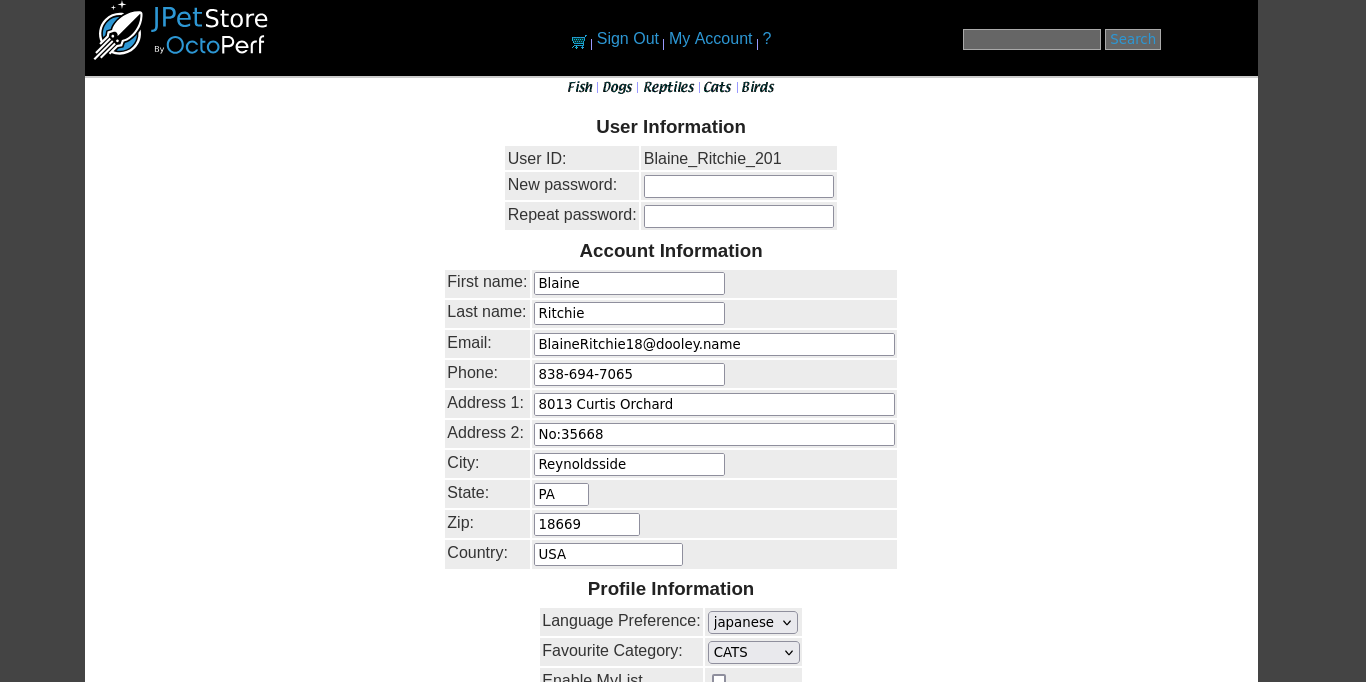 JPetStore
By OctoPerf
Sign Out | My Account | ?
Search
Fish | Dogs | Reptiles | Cats | Birds
User Information
User ID: Blaine_Ritchie_201
New password:
Repeat password:
Account Information
First name: Blaine
Last name: Ritchie
Email: BlaineRitchie18@dooley.name
Phone: 838-694-7065
Address 1: 8013 Curtis Orchard
Address 2: No:35668
City: Reynoldsside
State: PA
Zip: 18669
Country: USA
Profile Information
Language Preference: japanese
Favourite Category: CATS
Enable MyList